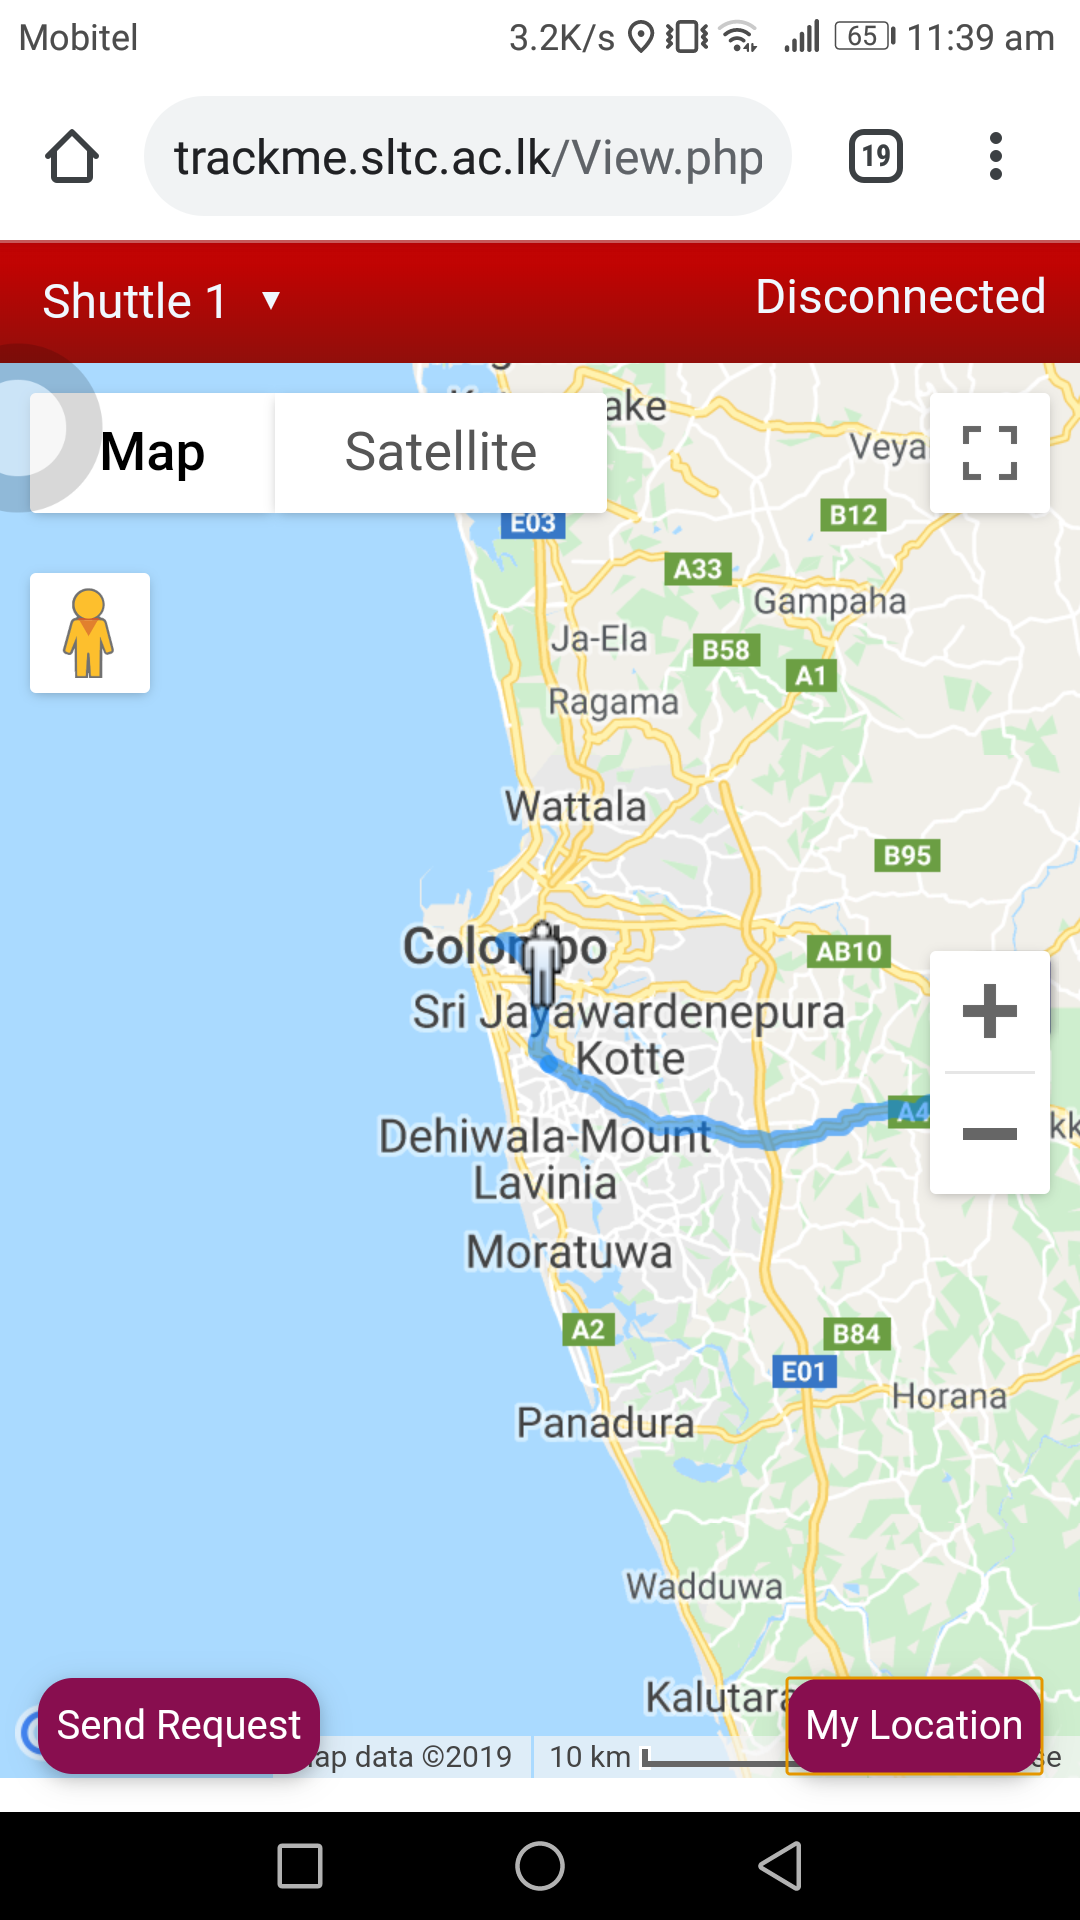 Mobitel 3.2K/s 65 11:39 am
trackme.sltc.ac.lk/View.php 19
Shuttle 1 ▼ Disconnected
ake
Map Satellite
Veya
E03
B12
A33
Gampaha
Ja-Ela
B58
A1
Ragama
Wattala
B95
Colombo
AB10
Sri Jayawardenepura
Kotte
A4
Dehiwala-Mount
Lavinia
kk
Moratuwa
A2
B84
E01
Horana
Panadura
Wadduwa
Kalutara
Send Request
My Location
ap data ©2019 10 km se